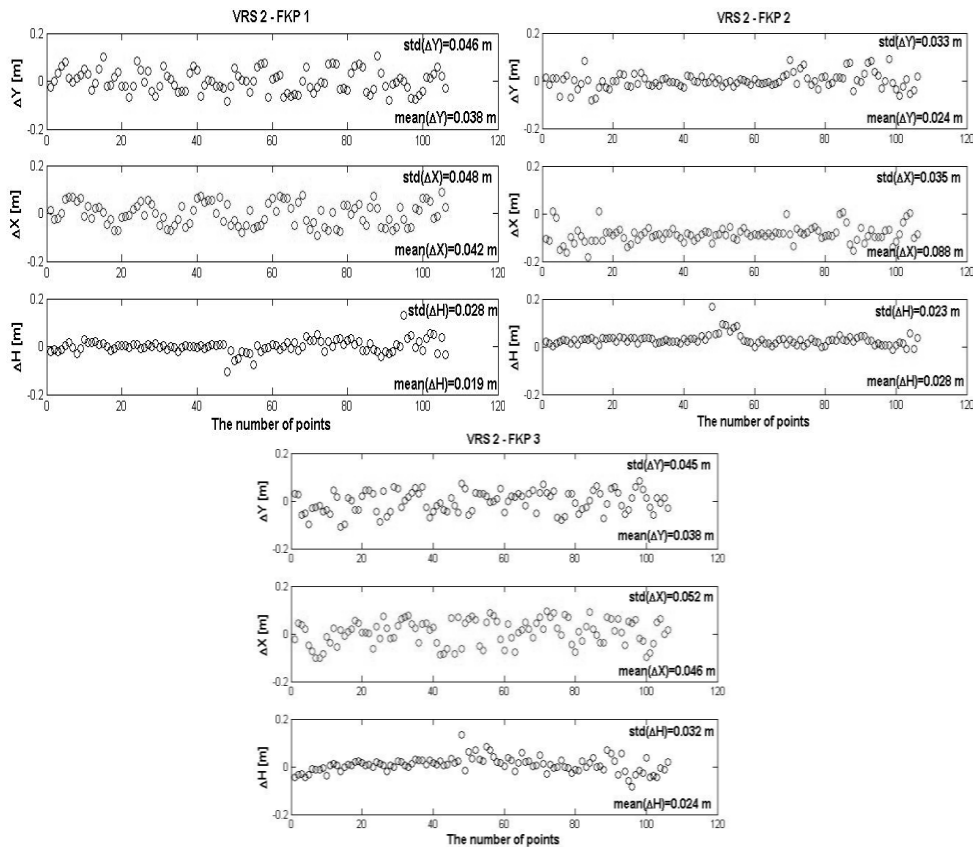 VRS 2 - FKP 1
0.2
std(ΔY)=0.046 m
ΔY [m]
0
mean(ΔY)=0.038 m
-0.2
0 20 40 60 80 100 120
0.2
std(ΔX)=0.048 m
ΔX [m]
0
mean(ΔX)=0.042 m
-0.2
0 20 40 60 80 100 120
0.2
std(ΔH)=0.028 m
ΔH [m]
0
mean(ΔH)=0.019 m
-0.2
0 20 40 60 80 100 120
The number of points
VRS 2 - FKP 2
0.2
std(ΔY)=0.033 m
ΔY [m]
0
mean(ΔY)=0.024 m
-0.2
0 20 40 60 80 100 120
0.2
std(ΔX)=0.035 m
ΔX [m]
0
mean(ΔX)=0.088 m
-0.2
0 20 40 60 80 100 120
0.2
std(ΔH)=0.023 m
ΔH [m]
0
mean(ΔH)=0.028 m
-0.2
0 20 40 60 80 100 120
The number of points
VRS 2 - FKP 3
0.2
std(ΔY)=0.045 m
ΔY [m]
0
mean(ΔY)=0.038 m
-0.2
0 20 40 60 80 100 120
0.2
std(ΔX)=0.052 m
ΔX [m]
0
mean(ΔX)=0.046 m
-0.2
0 20 40 60 80 100 120
0.2
std(ΔH)=0.032 m
ΔH [m]
0
mean(ΔH)=0.024 m
-0.2
0 20 40 60 80 100 120
The number of points